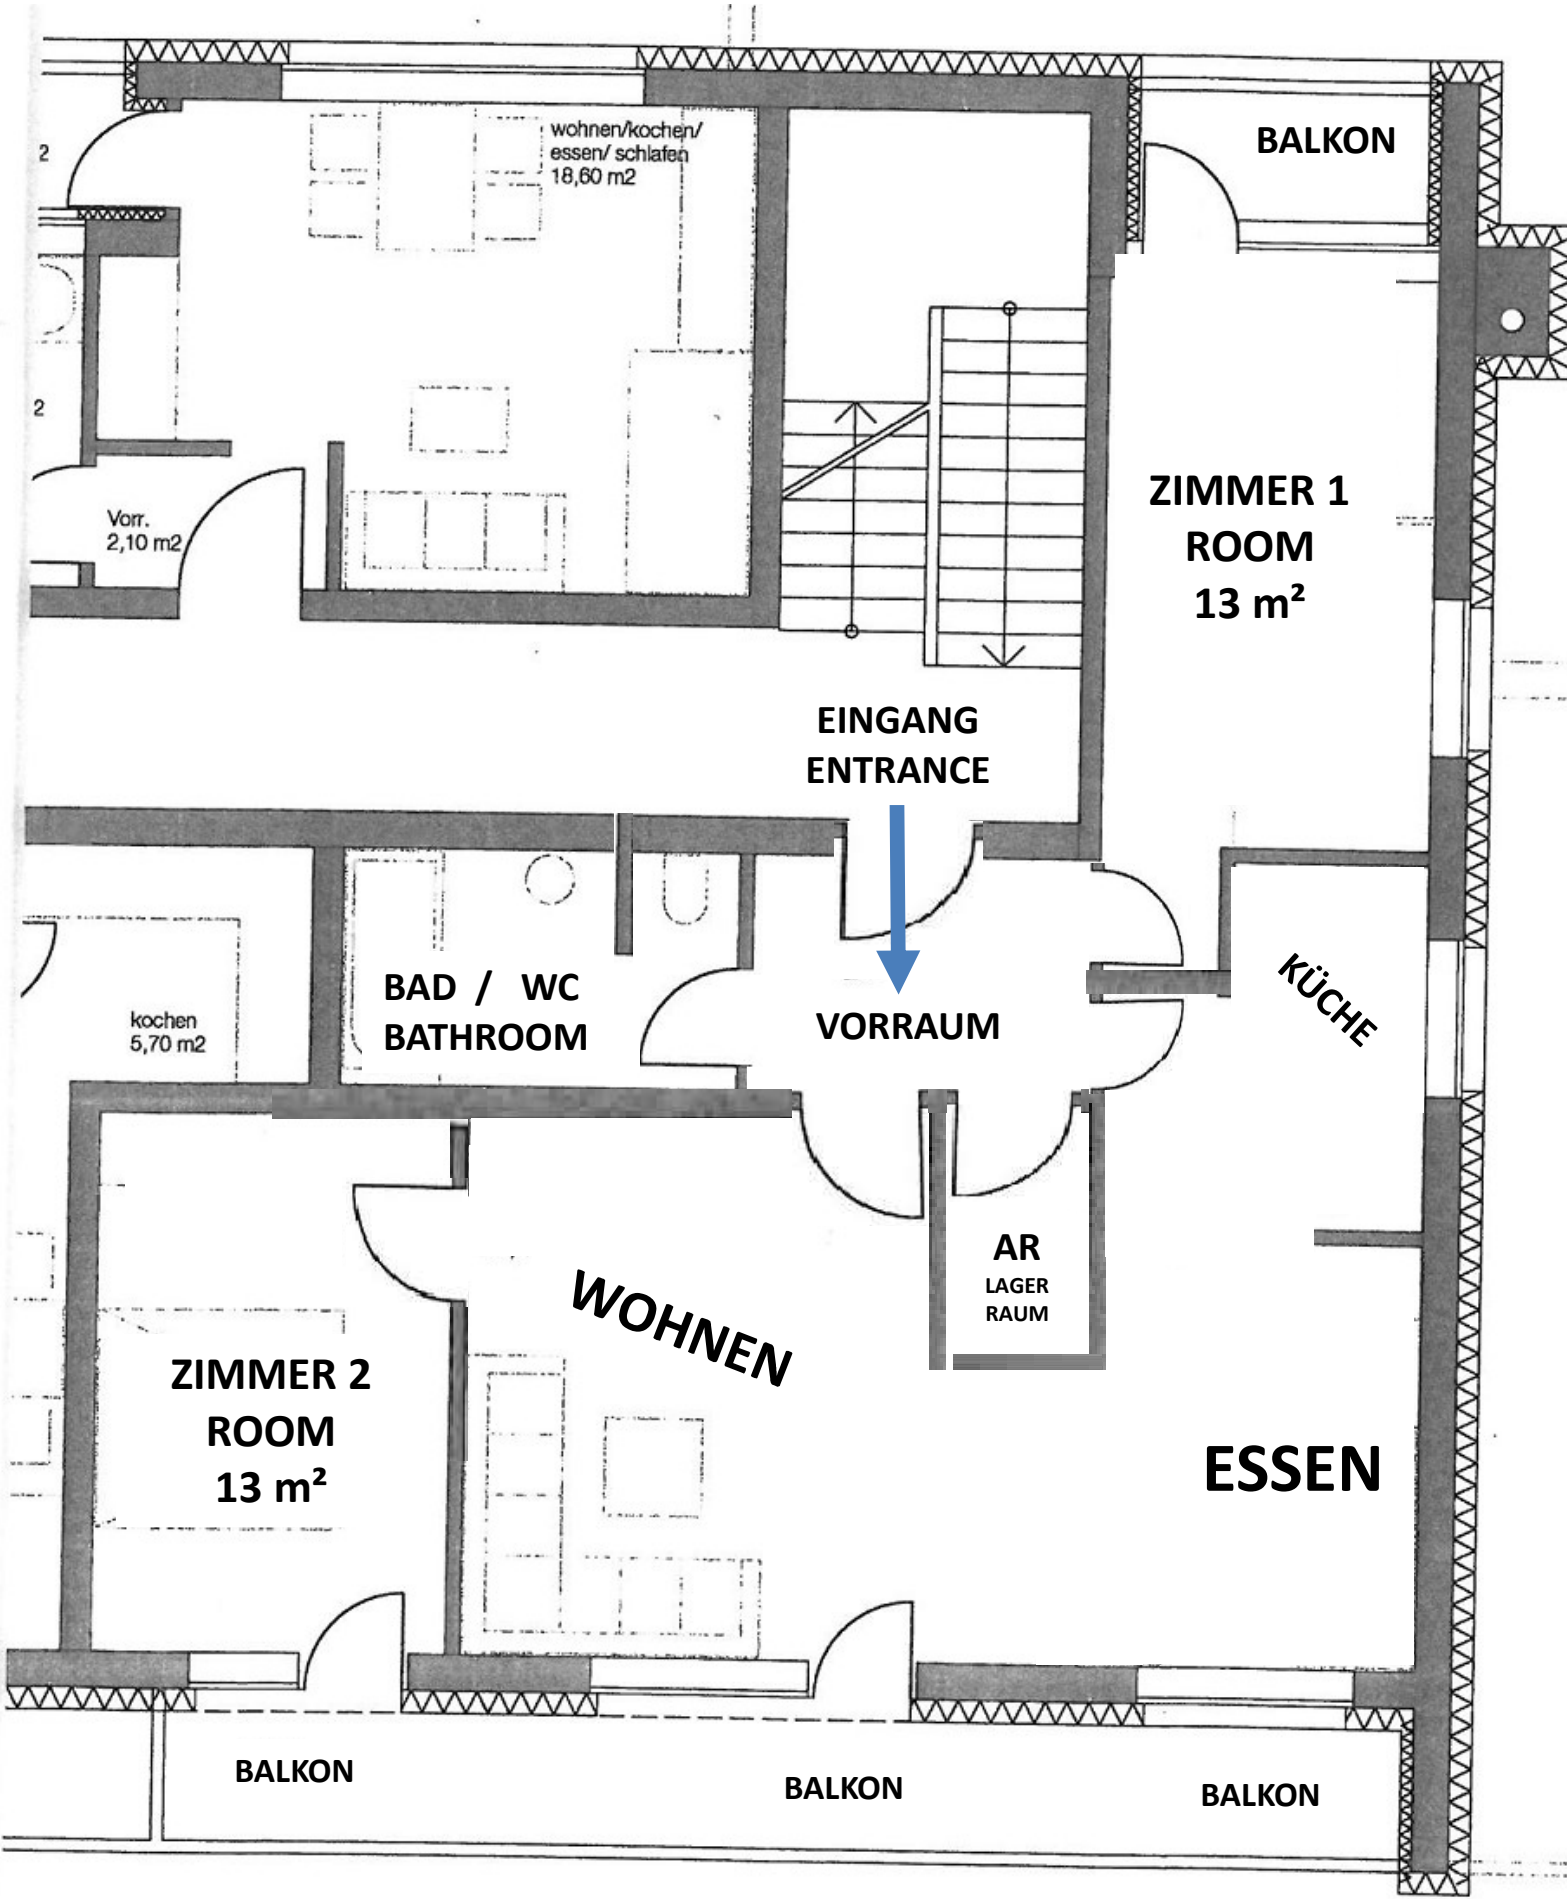 BALKON
wohnen/kochen/
essen/ schlafen
18,60 m2
2
2
ZIMMER 1
ROOM
13 m²
Vorr.
2,10 m2
EINGANG
ENTRANCE
KÜCHE
BAD / WC
BATHROOM
VORRAUM
kochen
5,70 m2
AR
LAGER
RAUM
WOHNEN
ZIMMER 2
ROOM
13 m²
ESSEN
BALKON
BALKON
BALKON